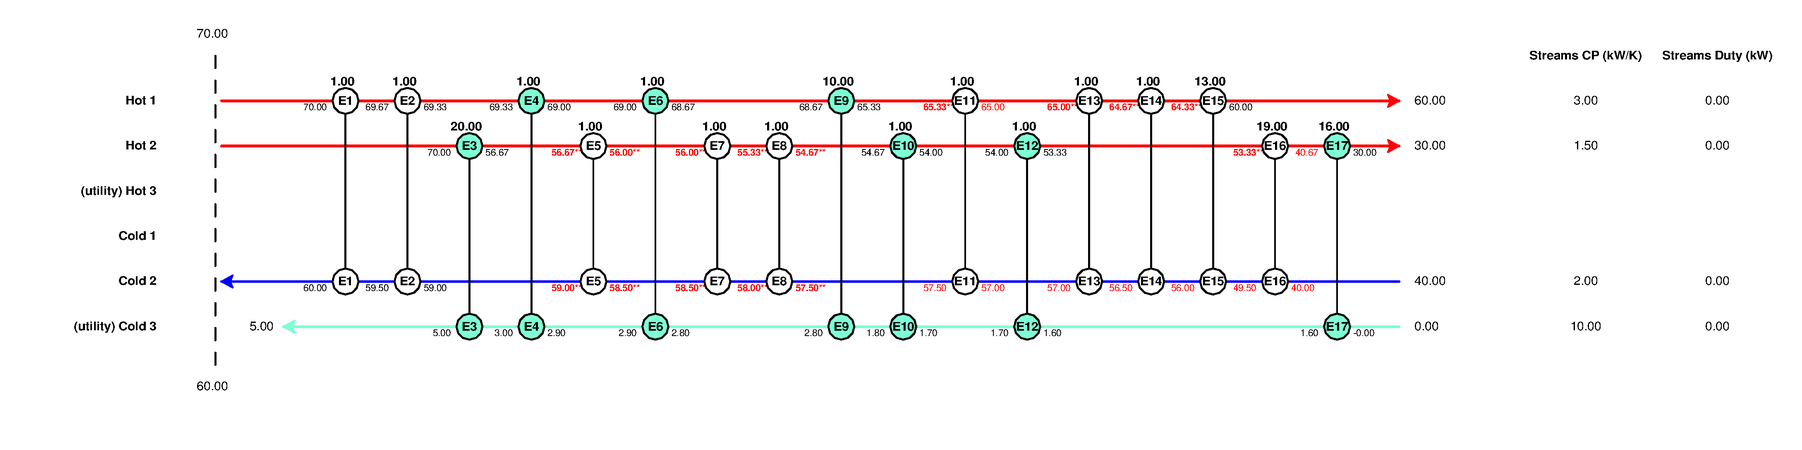 70.00
Streams CP (kW/K) Streams Duty (kW)
1.00 1.00 1.00 1.00 10.00 1.00 1.00 1.00 13.00
Hot 1 E1 E2 E4 E6 E9 E11 E13 E14 E15 60.00 3.00 0.00
70.00 69.67 69.33 69.33 69.00 69.00 68.67 68.67 65.33 65.33** 65.00 65.00** 64.67** 64.33** 60.00
20.00 1.00 1.00 1.00 1.00 1.00 19.00 16.00
Hot 2 E3 E5 E7 E8 E10 E12 E16 E17 30.00 1.50 0.00
70.00 56.67 56.67** 56.00** 56.00** 55.33** 54.67** 54.67 54.00 54.00 53.33 53.33** 40.67 30.00
(utility) Hot 3
Cold 1
Cold 2 E1 E2 E5 E7 E8 E11 E13 E14 E15 E16 40.00 2.00 0.00
60.00 59.50 59.00 59.00** 58.50** 58.50** 58.00** 57.50** 57.50 57.00 57.00 56.50 56.00 49.50 40.00
(utility) Cold 3 5.00 E3 E4 E6 E9 E10 E12 E17 0.00 10.00 0.00
5.00 3.00 2.90 2.90 2.80 2.80 1.80 1.70 1.70 1.60 1.60 -0.00
60.00